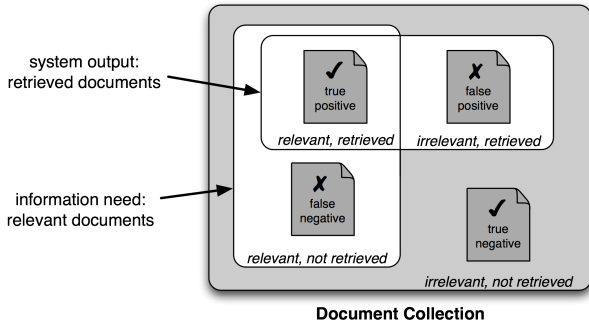 system output:
retrieved documents
✓
true
positive
✗
false
positive
relevant, retrieved
irrelevant, retrieved
information need:
relevant documents
✗
false
negative
✓
true
negative
relevant, not retrieved
irrelevant, not retrieved
Document Collection